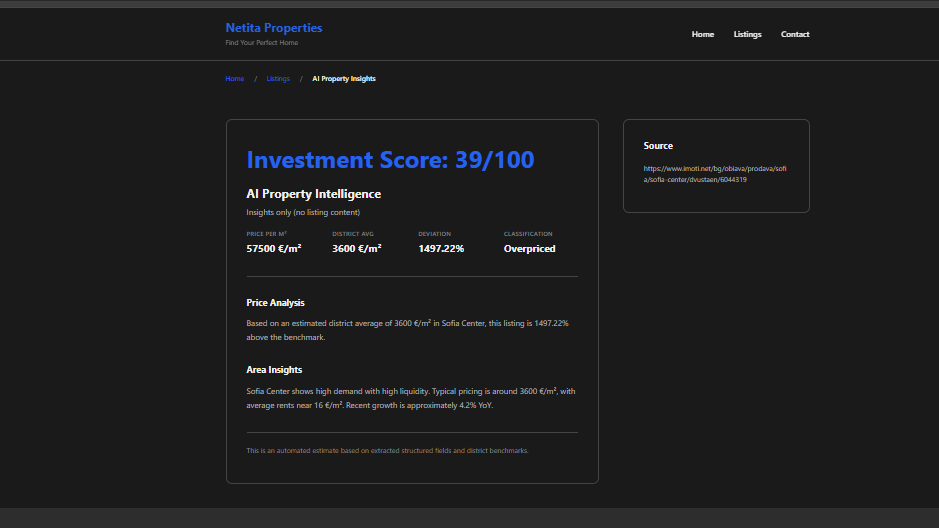 Netita Properties
Find Your Perfect Home
Home Listings Contact
Home / Listings / AI Property Insights
Investment Score: 39/100
AI Property Intelligence
Insights only (no listing content)
PRICE PER M² DISTRICT AVG DEVIATION CLASSIFICATION
57500 €/m² 3600 €/m² 1497.22% Overpriced
Price Analysis
Based on an estimated district average of 3600 €/m² in Sofia Center, this listing is 1497.22%
above the benchmark.
Area Insights
Sofia Center shows high demand with high liquidity. Typical pricing is around 3600 €/m², with
average rents near 16 €/m². Recent growth is approximately 4.2% YoY.
This is an automated estimate based on extracted structured fields and district benchmarks.
Source
https://www.imoti.net/bg/obiava/prodava/sofi
a/sofia-center/dvustaen/6044319